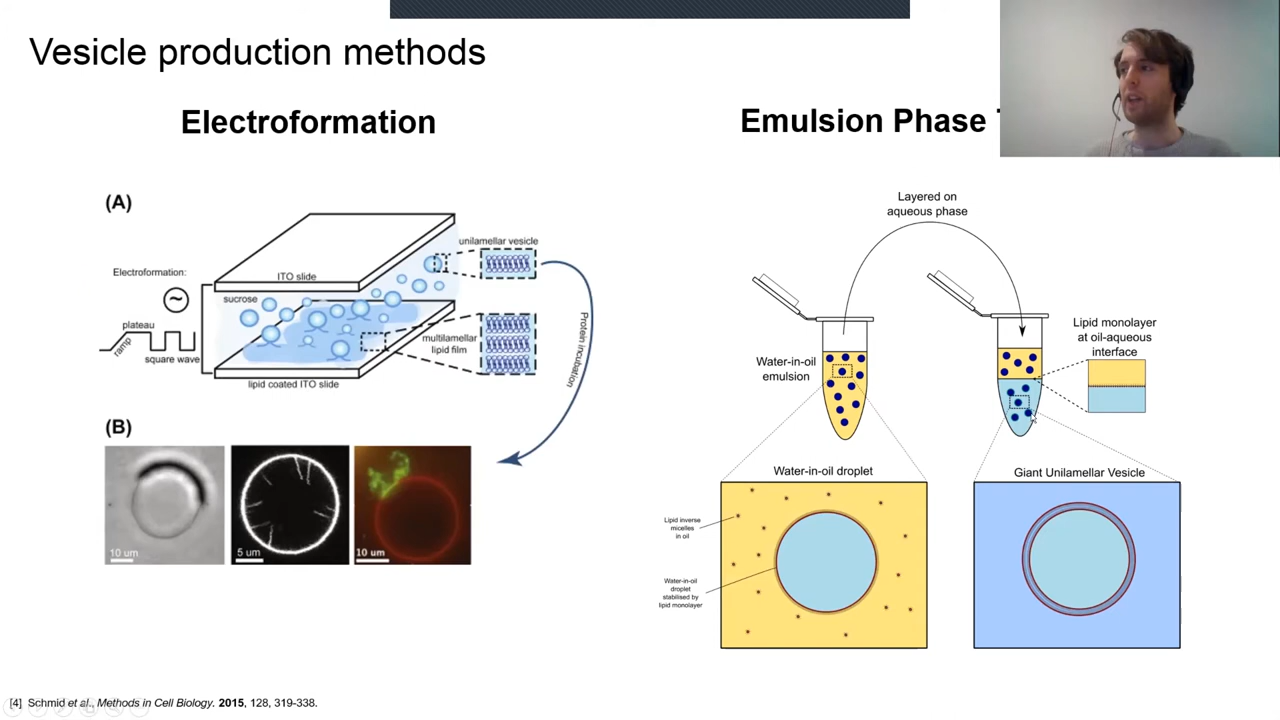 Vesicle production methods
Electroformation
(A)
Electroformation:
plateau
ramp
square wave
ITO slide
sucrose
lipid coated ITO slide
unilamellar vesicle
multilamellar
lipid film
Protein incubation
(B)
10 um
5 um
10 um
Emulsion Phase
Layered on
aqueous phase
Water-in-oil
emulsion
Lipid monolayer
at oil-aqueous
interface
Water-in-oil droplet
Lipid inverse
micelles
in oil
Water-in-oil
droplet
stabilised by
lipid monolayer
Giant Unilamellar Vesicle
[4] Schmid et al., Methods in Cell Biology. 2015, 128, 319-338.